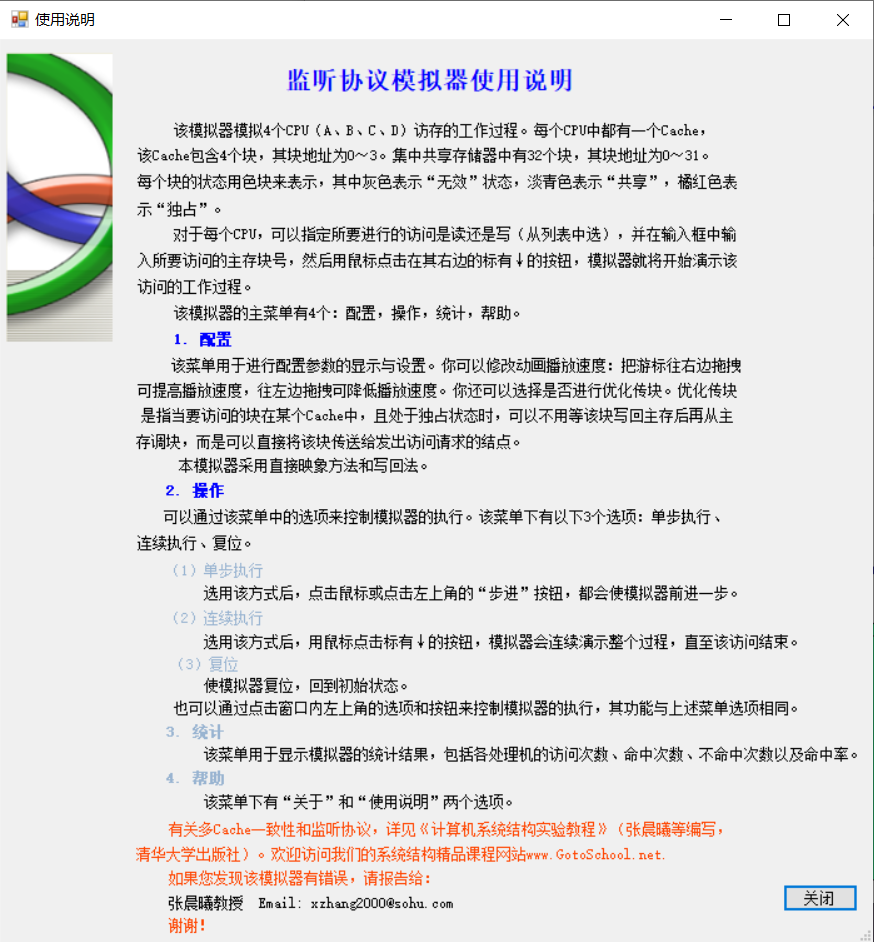 使用说明
监听协议模拟器使用说明
该模拟器模拟4个CPU（A、B、C、D）访存的工作过程。每个CPU中都有一个Cache，
该Cache包含4个块，其块地址为0～3。集中共享存储器中有32个块，其块地址为0～31。
每个块的状态用色块来表示，其中灰色表示“无效”状态，淡青色表示“共享”，橘红色表
示“独占”。
对于每个CPU，可以指定所要进行的访问是读还是写（从列表中选），并在输入框中输
入所要访问的主存块号，然后用鼠标点击在其右边的标有↓的按钮，模拟器就将开始演示该
访问的工作过程。
该模拟器的主菜单有4个：配置，操作，统计，帮助。
1. 配置
该菜单用于进行配置参数的显示与设置。你可以修改动画播放速度：把游标往右边拖拽
可提高播放速度，往左边拖拽可降低播放速度。你还可以选择是否进行优化传块。优化传块
是指当要访问的块在某个Cache中，且处于独占状态时，可以不用等该块写回主存后再从主
存调块，而是可以直接将该块传送给发出访问请求的结点。
本模拟器采用直接映象方法和写回法。
2. 操作
可以通过该菜单中的选项来控制模拟器的执行。该菜单下有以下3个选项：单步执行、
连续执行、复位。
（1）单步执行
选用该方式后，点击鼠标或点击左上角的“步进”按钮，都会使模拟器前进一步。
（2）连续执行
选用该方式后，用鼠标点击标有↓的按钮，模拟器会连续演示整个过程，直至该访问结束。
（3）复位
使模拟器复位，回到初始状态。
也可以通过点击窗口内左上角的选项和按钮来控制模拟器的执行，其功能与上述菜单选项相同。
3. 统计
该菜单用于显示模拟器的统计结果，包括各处理机的访问次数、命中次数、不命中次数以及命中率。
4. 帮助
该菜单下有“关于”和“使用说明”两个选项。
有关多Cache一致性和监听协议，详见《计算机系统结构实验教程》（张晨曦等编写，
清华大学出版社）。欢迎访问我们的系统结构精品课程网站www.GotoSchool.net.
如果您发现该模拟器有错误，请报告给：
张晨曦教授 Email: xzhang2000@sohu.com
谢谢！
关闭